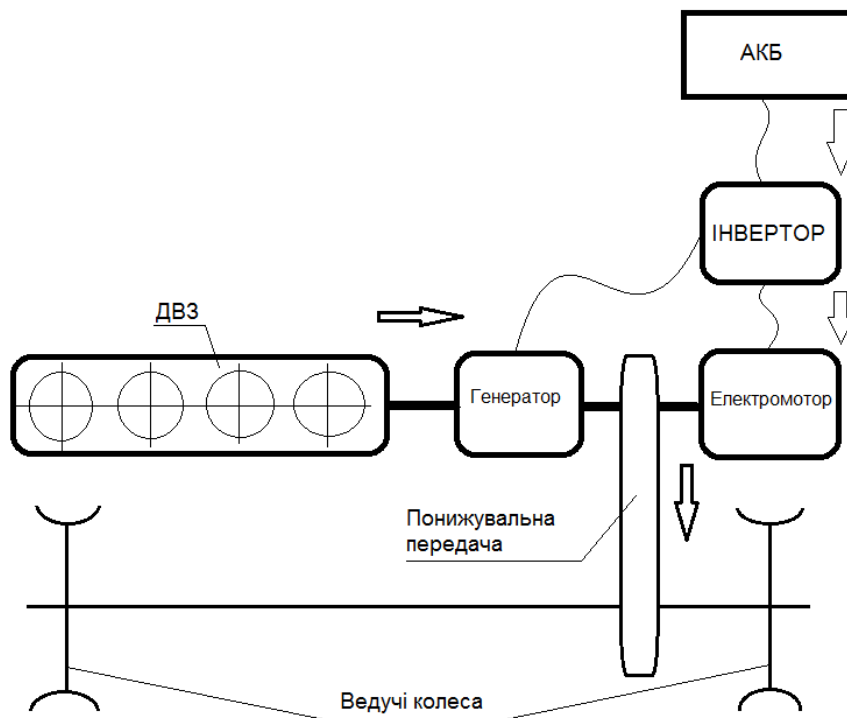 АКБ
ІНВЕРТОР
ДВЗ
Генератор
Електромотор
Понижувальна
передача
Ведучі колеса